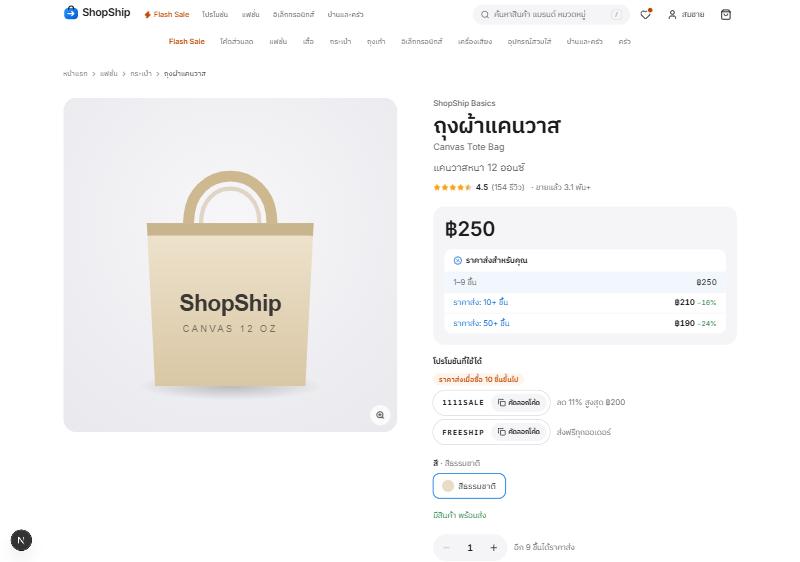 ShopShip
Flash Sale
โปรโมชัน
แฟชั่น
อิเล็กทรอนิกส์
บ้านและครัว
ค้นหาสินค้า แบรนด์ หมวดหมู่
/
สมชาย
Flash Sale
โค้ดส่วนลด
แฟชั่น
เสื้อ
กระเป๋า
ถุงเท้า
อิเล็กทรอนิกส์
เครื่องเสียง
อุปกรณ์สวมใส่
บ้านและครัว
ครัว
หน้าแรก > แฟชั่น > กระเป๋า > ถุงผ้าแคนวาส
ShopShip
CANVAS 12 OZ
ShopShip Basics
ถุงผ้าแคนวาส
Canvas Tote Bag
แคนวาสหนา 12 ออนซ์
4.5 (154 รีวิว) · ขายแล้ว 3.1 พัน+
฿250
ราคาส่งสำหรับคุณ
1–9 ชิ้น ฿250
ราคาส่ง: 10+ ชิ้น ฿210 -16%
ราคาส่ง: 50+ ชิ้น ฿190 -24%
โปรโมชันที่ใช้ได้
ราคาส่งเมื่อซื้อ 10 ชิ้นขึ้นไป
1111SALE คัดลอกโค้ด ลด 11% สูงสุด ฿200
FREESHIP คัดลอกโค้ด ส่งฟรีทุกออเดอร์
สี · สีธรรมชาติ
สีธรรมชาติ
มีสินค้า พร้อมส่ง
− 1 + อีก 9 ชิ้นได้ราคาส่ง
N